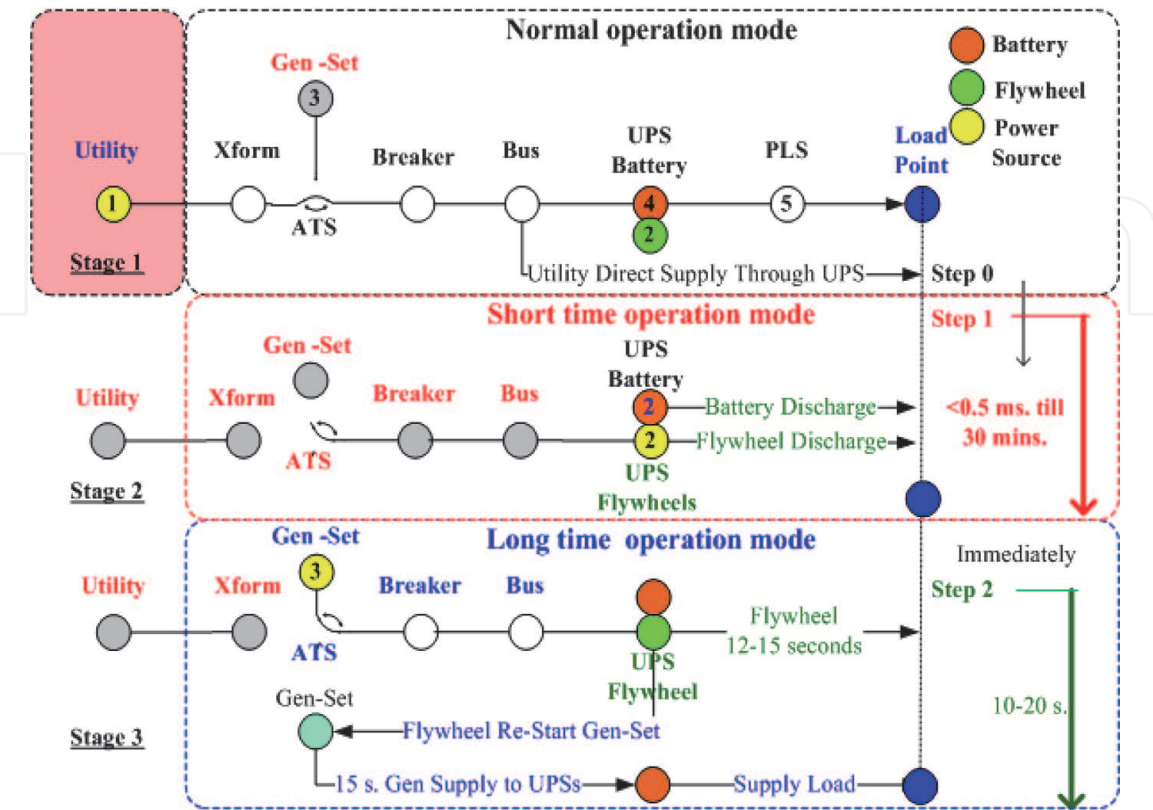 Normal operation mode
Battery
Flywheel
Power
Source
Gen -Set
3
Utility
Xform
Breaker
Bus
UPS
Battery
PLS
Load
Point
1
4
5
2
ATS
Stage 1
Utility Direct Supply Through UPS
Step 0
Short time operation mode
Step 1
Gen -Set
UPS
Battery
Utility
Xform
Breaker
Bus
2
Battery Discharge
<0.5 ms. till
30 mins.
2
Flywheel Discharge
ATS
UPS
Flywheels
Stage 2
Gen -Set
Long time operation mode
Immediately
3
Utility
Xform
Breaker
Bus
Step 2
Flywheel
12-15 seconds
ATS
UPS
Flywheel
Gen-Set
10-20 s.
Flywheel Re-Start Gen-Set
Stage 3
15 s. Gen Supply to UPSs
Supply Load